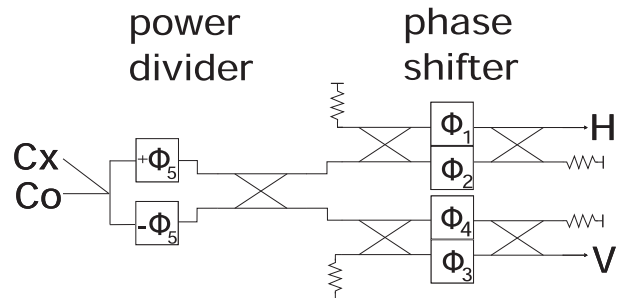 power
divider
phase
shifter
Cx
Co
+Φ5
-Φ5
Φ1
Φ2
Φ4
Φ3
H
V